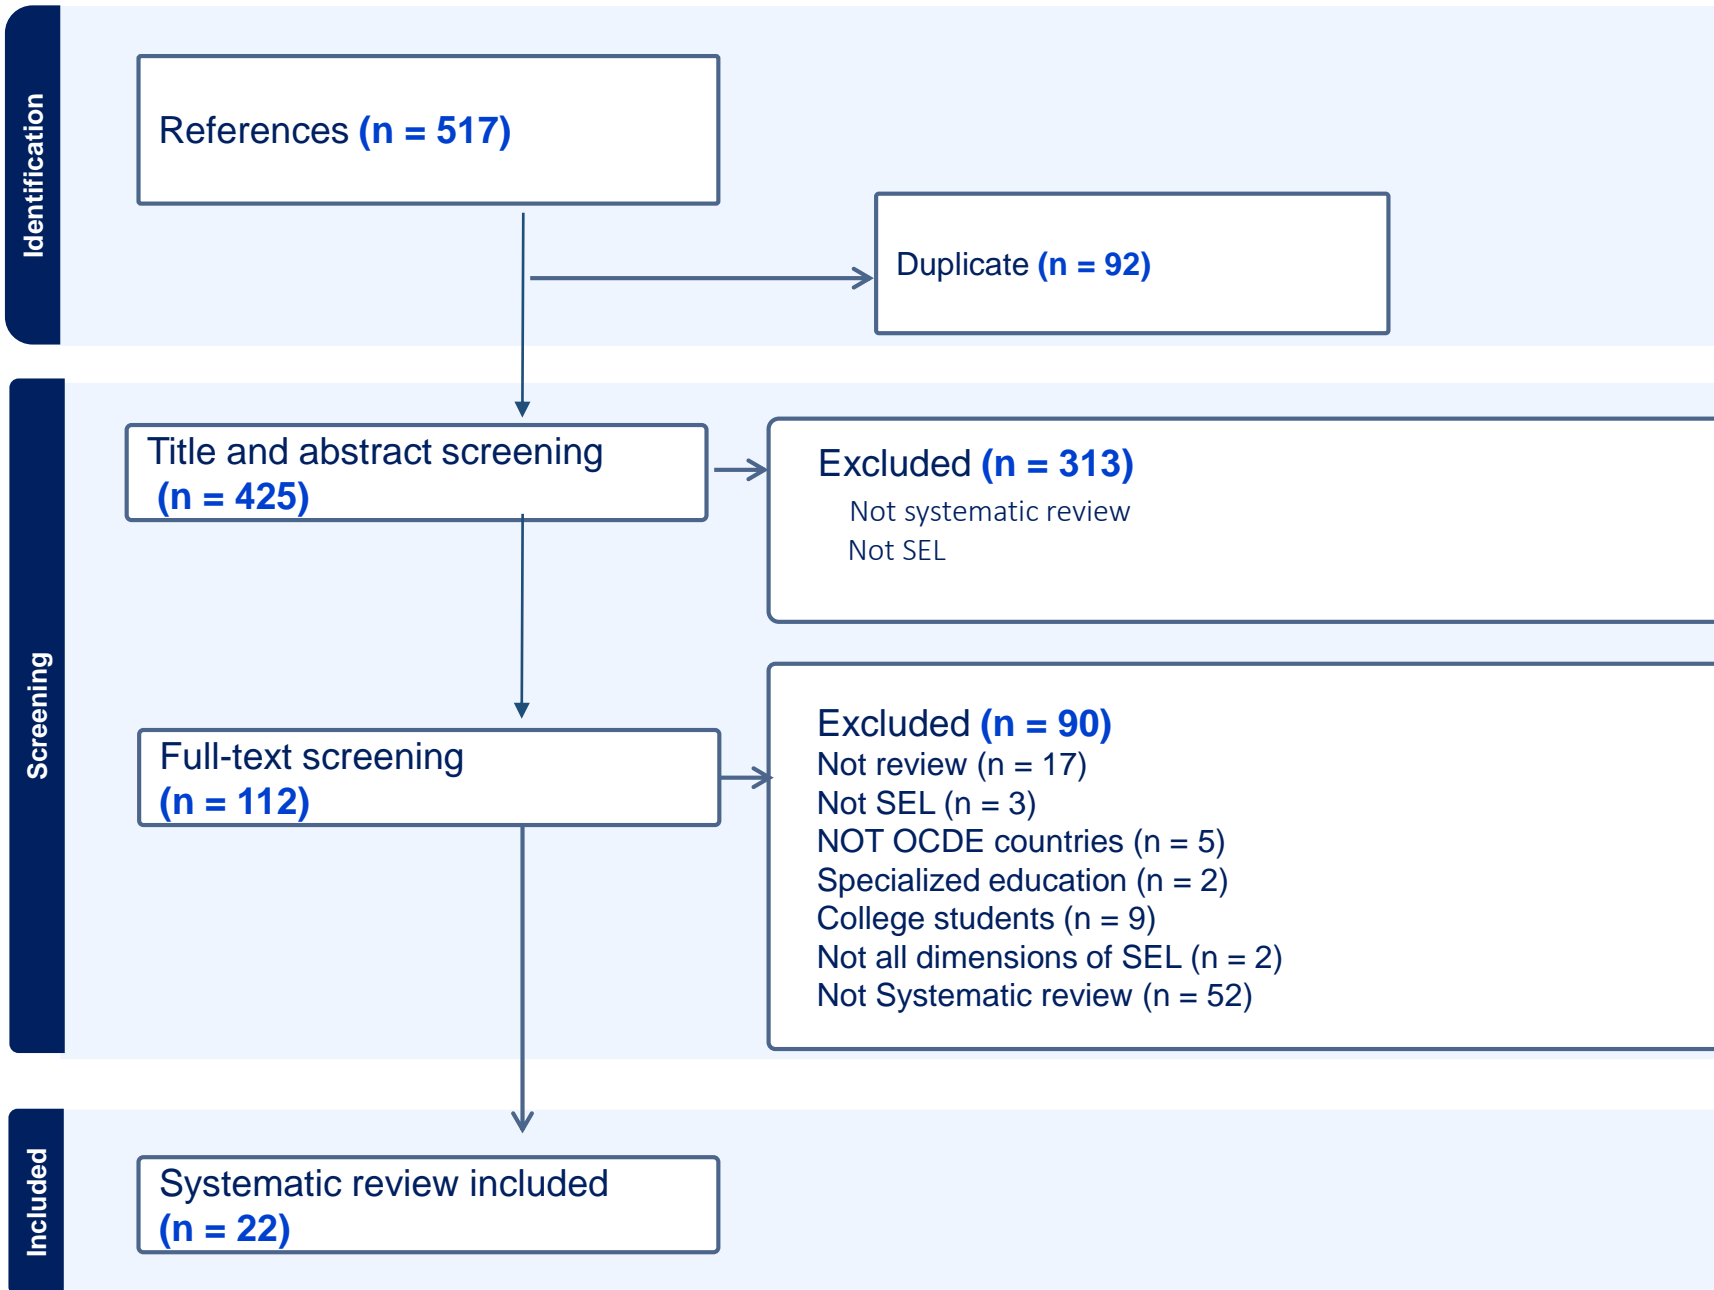 Identification
References (n = 517)
Duplicate (n = 92)
Screening
Title and abstract screening
(n = 425)
Excluded (n = 313)
Not systematic review
Not SEL
Full-text screening
(n = 112)
Excluded (n = 90)
Not review (n = 17)
Not SEL (n = 3)
NOT OCDE countries (n = 5)
Specialized education (n = 2)
College students (n = 9)
Not all dimensions of SEL (n = 2)
Not Systematic review (n = 52)
Included
Systematic review included
(n = 22)